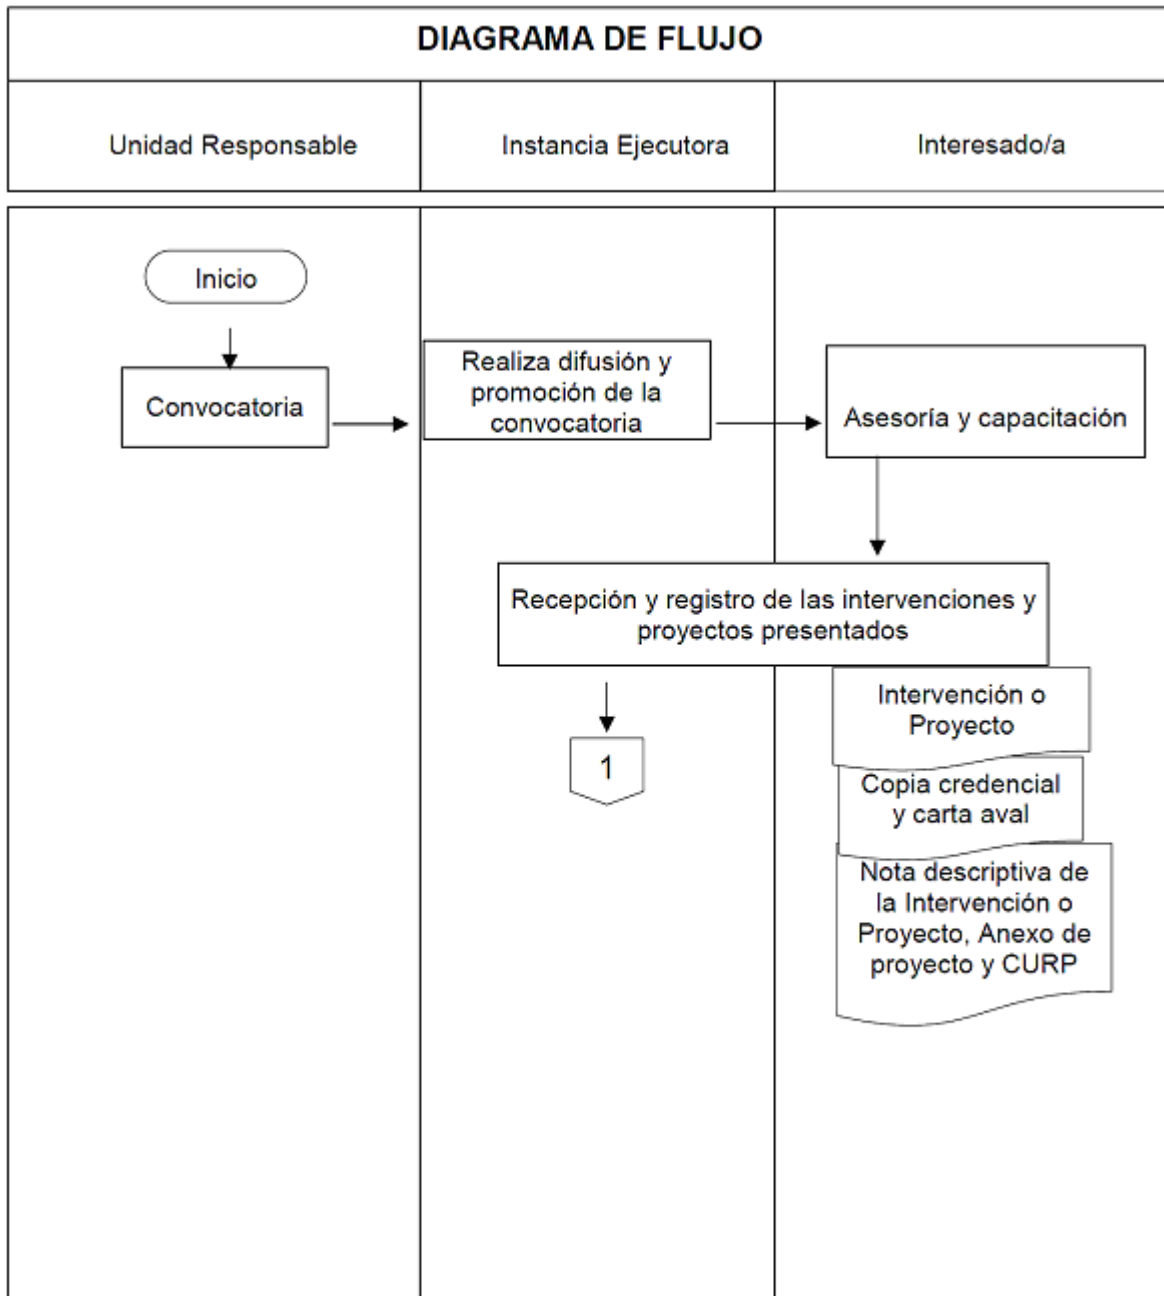 DIAGRAMA DE FLUJO
Unidad Responsable
Instancia Ejecutora
Interesado/a
Inicio
Convocatoria
Realiza difusión y
promoción de la
convocatoria
Asesoría y capacitación
Recepción y registro de las intervenciones y
proyectos presentados
1
Intervención o
Proyecto
Copia credencial
y carta aval
Nota descriptiva de
la Intervención o
Proyecto, Anexo de
proyecto y CURP